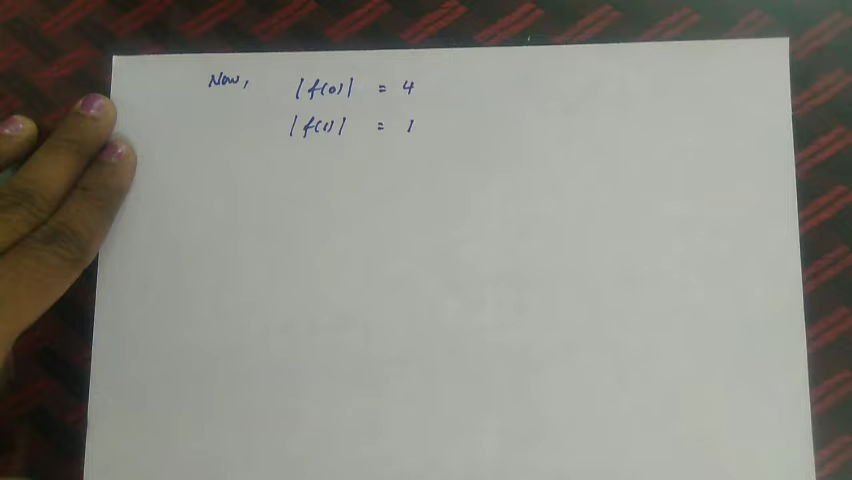 Now, |f(0)| = 4
|f(1)| = 1